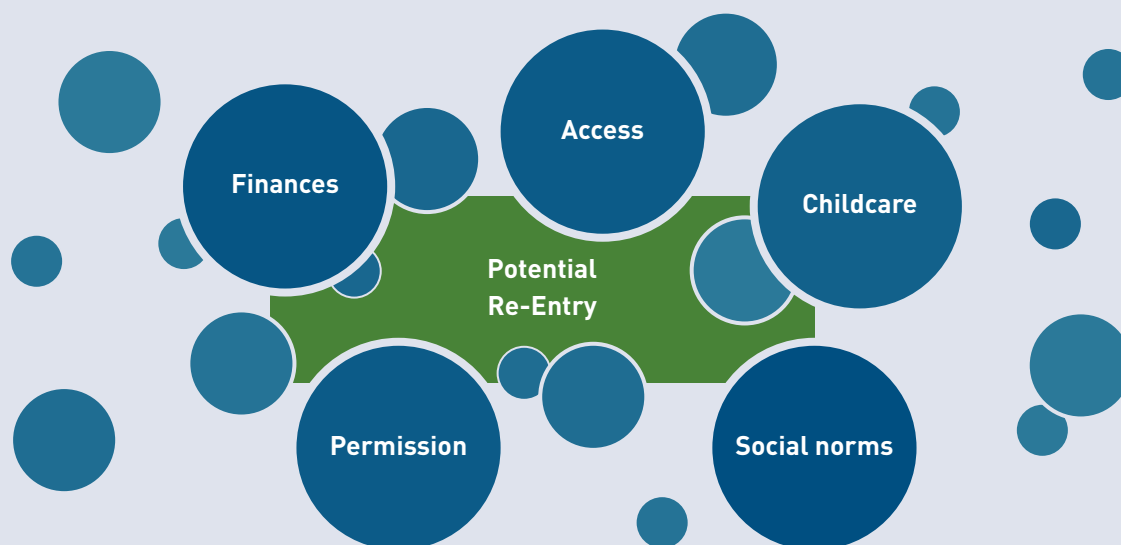 Access
Finances
Childcare
Potential
Re-Entry
Permission
Social norms